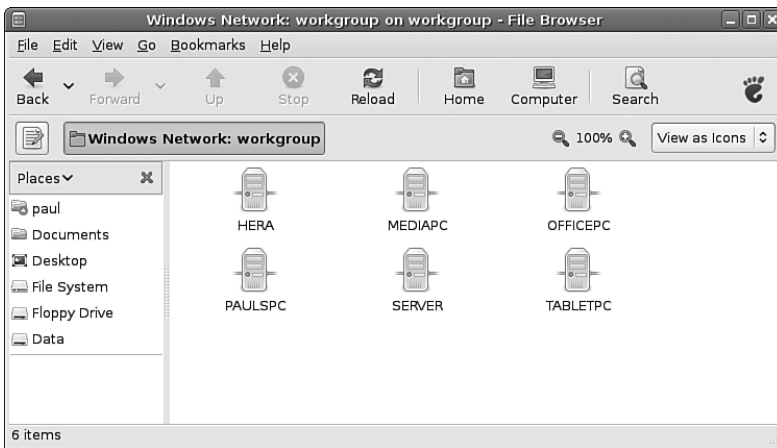 Windows Network: workgroup on workgroup - File Browser
File Edit View Go Bookmarks Help
Back Forward Up Stop Reload Home Computer Search
Windows Network: workgroup 100% View as Icons
Places
paul
Documents
Desktop
File System
Floppy Drive
Data
HERA MEDIAPC OFFICEPC
PAULSPC SERVER TABLETPC
6 items